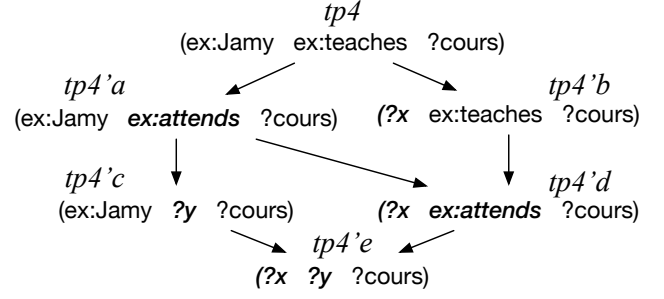 tp4
(ex:Jamy ex:teaches ?cours)
tp4'a
tp4'b
(ex:Jamy ex:attends ?cours)
(?x ex:teaches ?cours)
tp4'c
tp4'd
(ex:Jamy ?y ?cours)
(?x ex:attends ?cours)
tp4'e
(?x ?y ?cours)